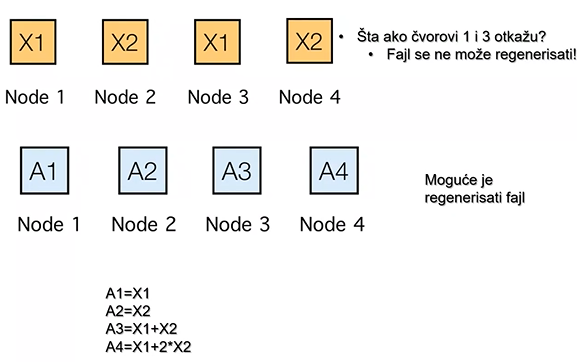 X1 X2 X1 X2
• Šta ako čvorovi 1 i 3 otkažu?
• Fajl se ne može regenerisati!
Node 1 Node 2 Node 3 Node 4
A1 A2 A3 A4
Moguće je
regenerisati fajl
Node 1 Node 2 Node 3 Node 4
A1=X1
A2=X2
A3=X1+X2
A4=X1+2*X2